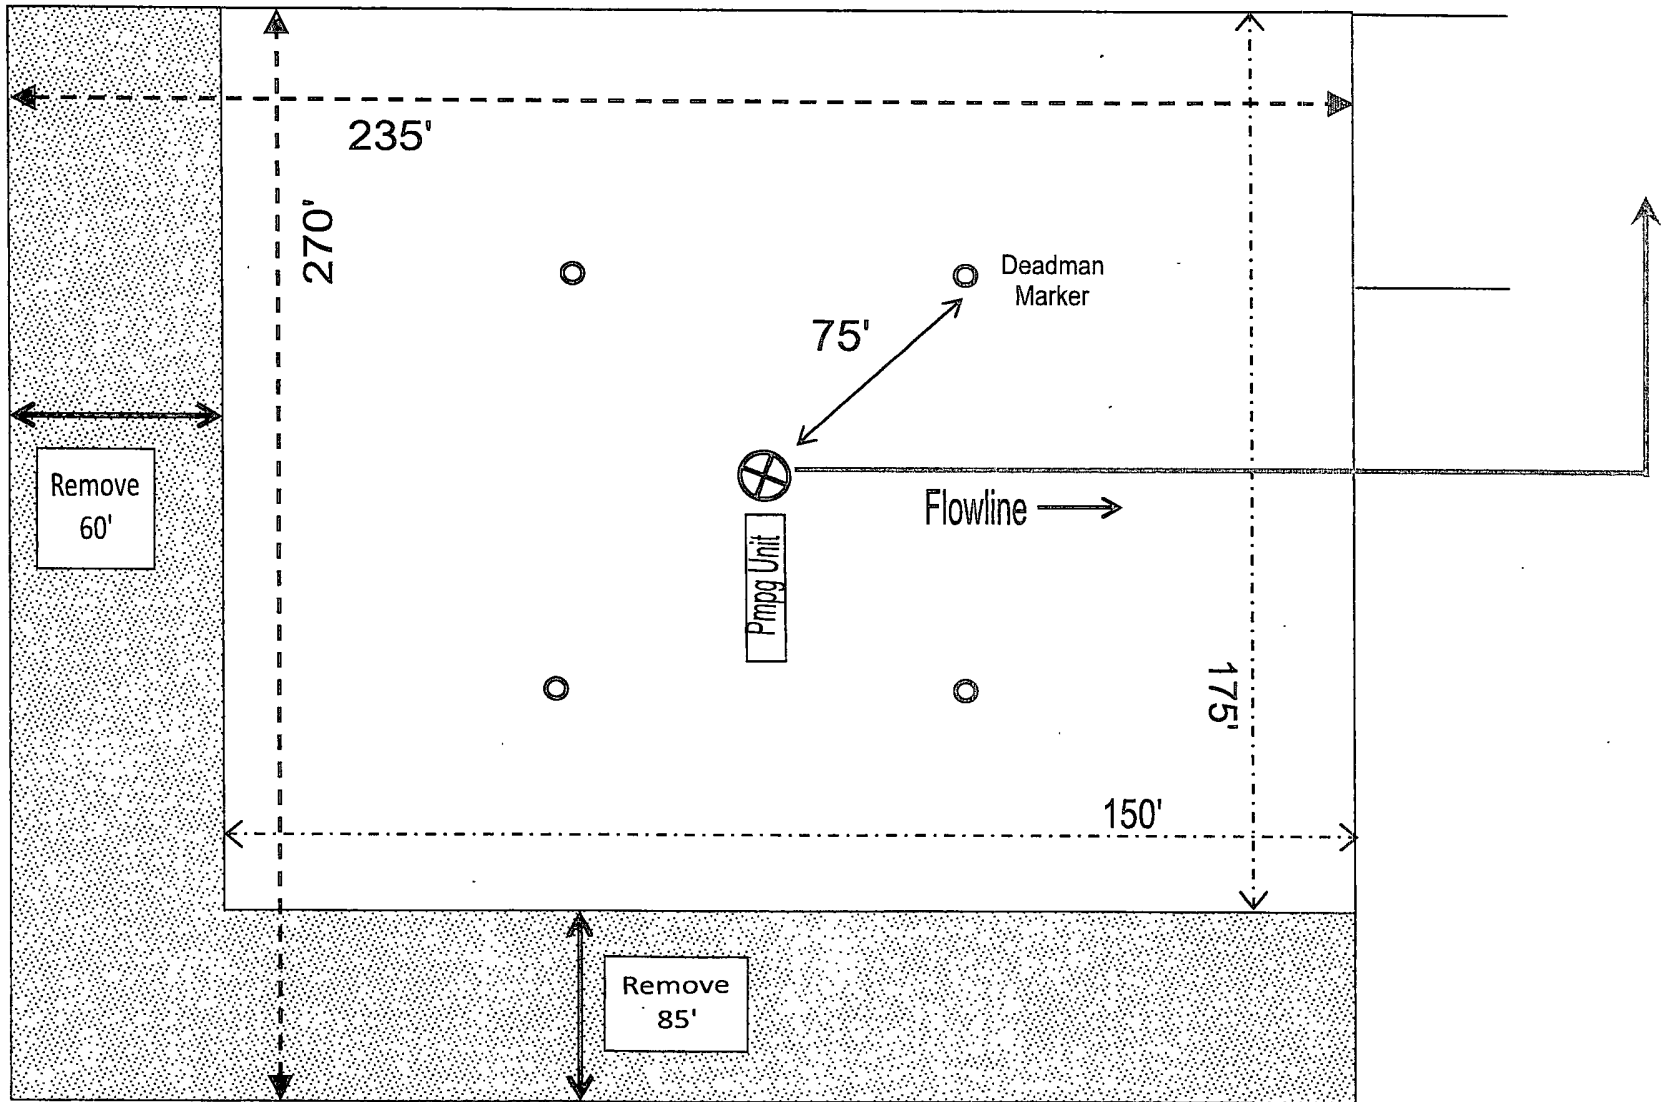 235'
270'
Deadman
Marker
75'
Remove
60'
Flowline
Pmpg Unit
175'
150'
Remove
85'